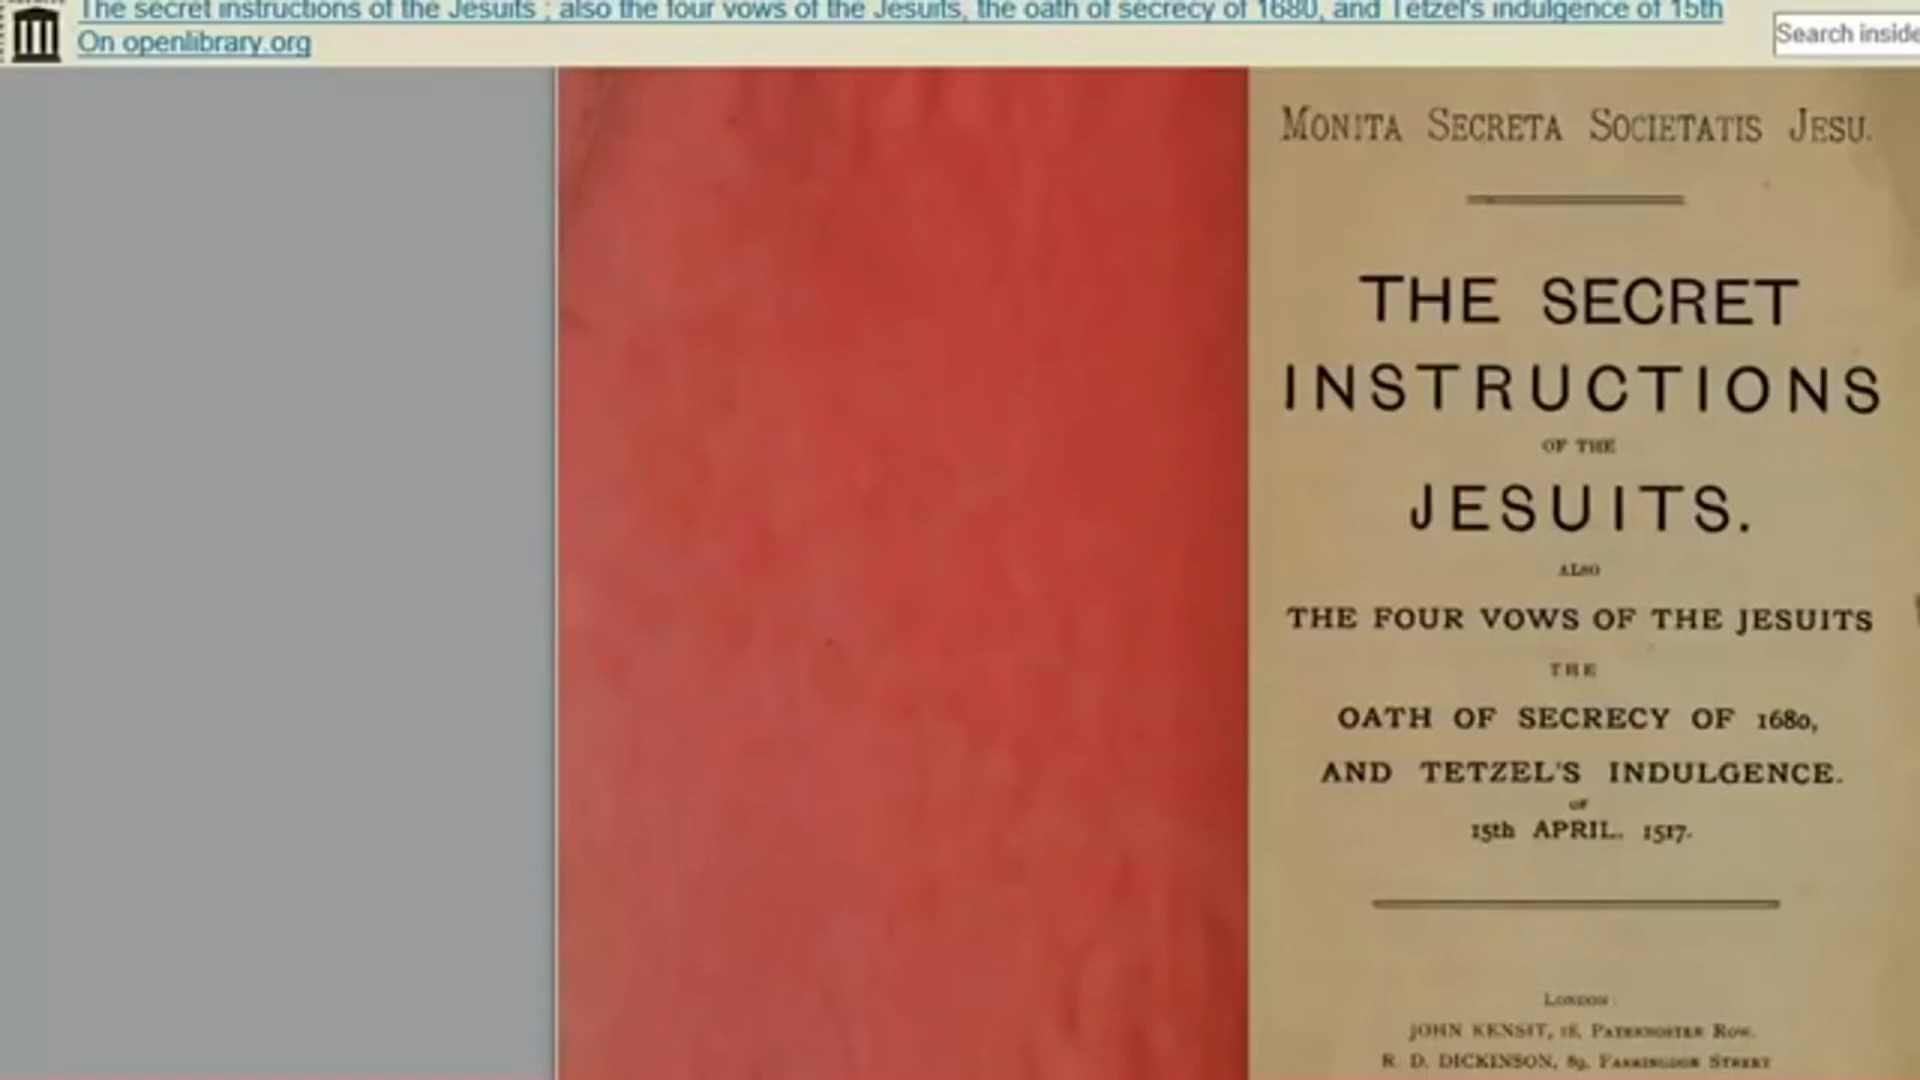 The secret instructions of the Jesuits ; also the four vows of the Jesuits, the oath of secrecy of 1680, and Tetzel's indulgence of 15th
On openlibrary.org
Search inside
MONITA SECRETA SOCIETATIS JESU.
THE SECRET
INSTRUCTIONS
OF THE
JESUITS.
ALSO
THE FOUR VOWS OF THE JESUITS
THE
OATH OF SECRECY OF 1680,
AND TETZEL'S INDULGENCE.
OF
15th APRIL. 1517.
LONDON:
JOHN KENSIT, 18, PATERNOSTER ROW.
R. D. DICKINSON, 89, FARRINGDON STREET